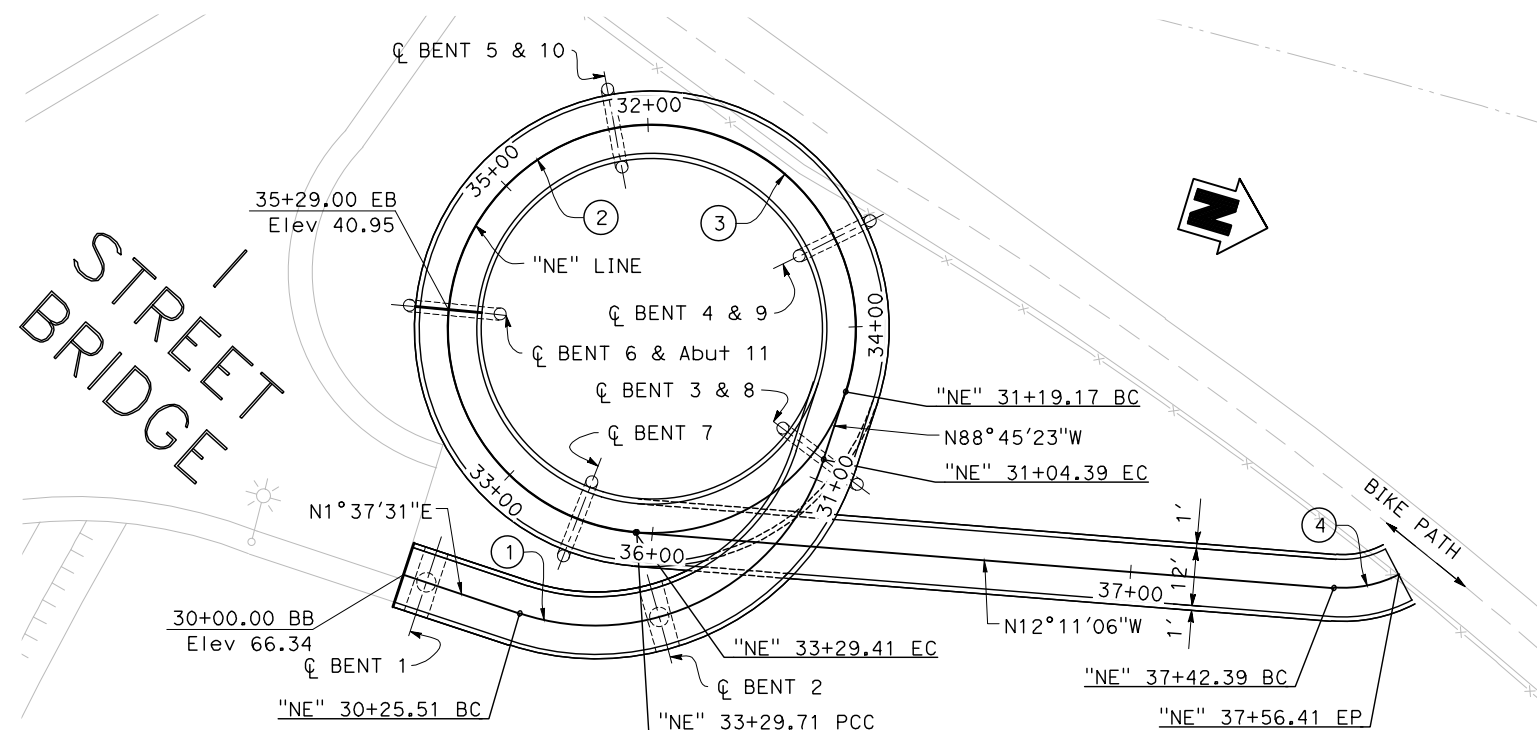 ℄ BENT 5 & 10
32+00
35+00
2
3
35+29.00 EB
Elev 40.95
"NE" LINE
N
I
STREET
BRIDGE
℄ BENT 4 & 9
34+00
℄ BENT 6 & Abut 11
℄ BENT 3 & 8
"NE" 31+19.17 BC
℄ BENT 7
N88°45'23"W
"NE" 31+04.39 EC
33+00
31+00
N1°37'31"E
1
36+00
BIKE PATH
4
1'
12'
1'
37+00
N12°11'06"W
30+00.00 BB
Elev 66.34
℄ BENT 1
"NE" 33+29.41 EC
"NE" 37+42.39 BC
℄ BENT 2
"NE" 30+25.51 BC
"NE" 33+29.71 PCC
"NE" 37+56.41 EP